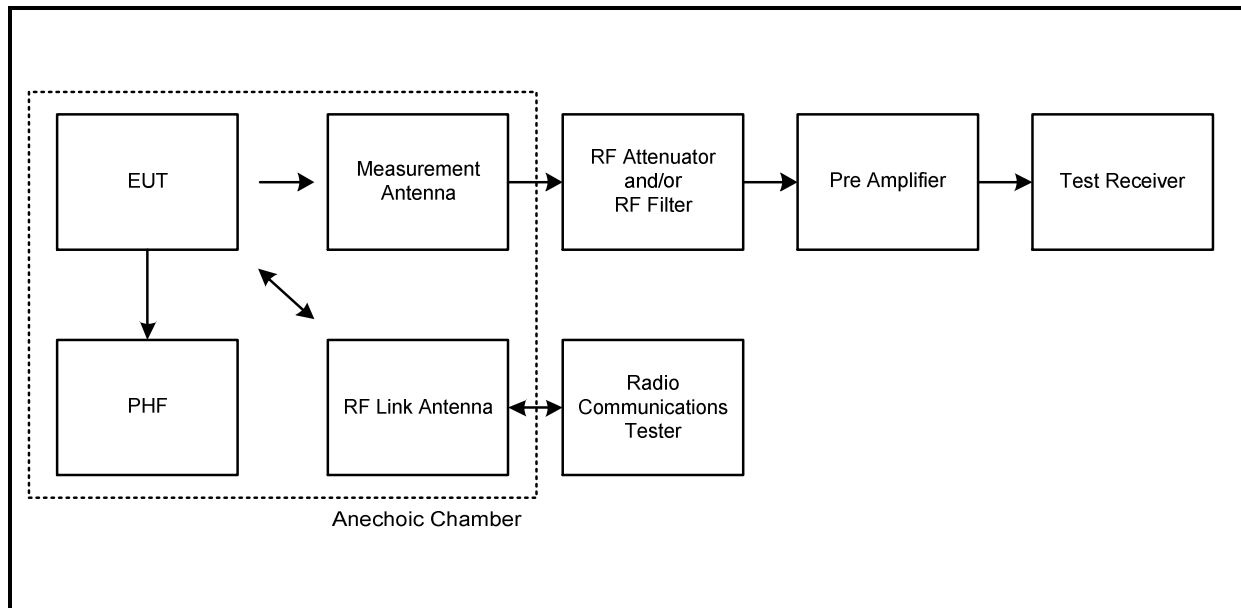 EUT
Measurement
Antenna
RF Attenuator
and/or
RF Filter
Pre Amplifier
Test Receiver
PHF
RF Link Antenna
Radio
Communications
Tester
Anechoic Chamber